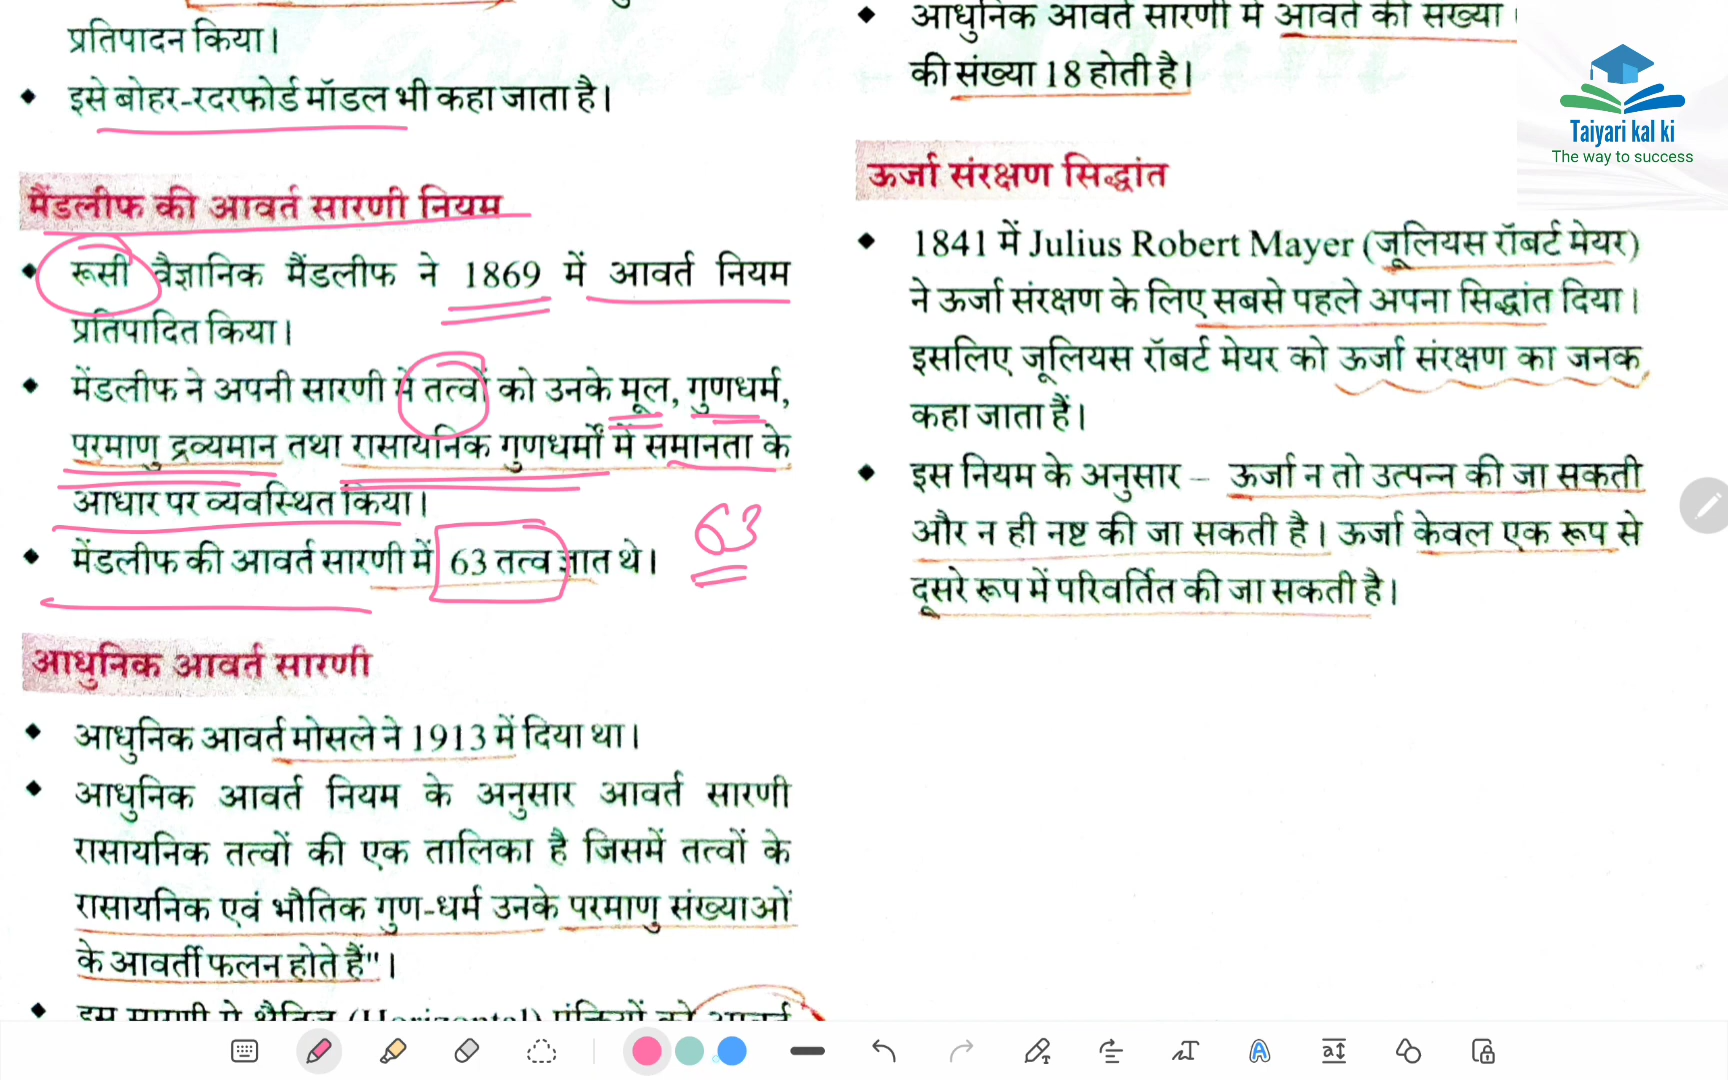 प्रतिपादन किया।
◆ इसे बोहर-रदरफोर्ड मॉडल भी कहा जाता है।
मैंडलीफ की आवर्त सारणी नियम
◆ रूसी वैज्ञानिक मैंडलीफ ने 1869 में आवर्त नियम
प्रतिपादित किया।
◆ मेंडलीफ ने अपनी सारणी में तत्वों को उनके मूल, गुणधर्म,
परमाणु द्रव्यमान तथा रासायनिक गुणधर्मों में समानता के
आधार पर व्यवस्थित किया।
◆ मेंडलीफ की आवर्त सारणी में 63 तत्व ज्ञात थे।
63
आधुनिक आवर्त सारणी
◆ आधुनिक आवर्त मोसले ने 1913 में दिया था।
◆ आधुनिक आवर्त नियम के अनुसार आवर्त सारणी
रासायनिक तत्वों की एक तालिका है जिसमें तत्वों के
रासायनिक एवं भौतिक गुण-धर्म उनके परमाणु संख्याओं
के आवर्ती फलन होते हैं"।
◆ इस सारणी में क्षैतिज (Horizontal) पंक्तियों को आवर्त
◆ आधुनिक आवर्त सारणी में आवर्त की संख्या
की संख्या 18 होती है।
ऊर्जा संरक्षण सिद्धांत
◆ 1841 में Julius Robert Mayer (जूलियस रॉबर्ट मेयर)
ने ऊर्जा संरक्षण के लिए सबसे पहले अपना सिद्धांत दिया।
इसलिए जूलियस रॉबर्ट मेयर को ऊर्जा संरक्षण का जनक
कहा जाता हैं।
◆ इस नियम के अनुसार – ऊर्जा न तो उत्पन्न की जा सकती
और न ही नष्ट की जा सकती है। ऊर्जा केवल एक रूप से
दूसरे रूप में परिवर्तित की जा सकती है।
Taiyari kal ki
The way to success